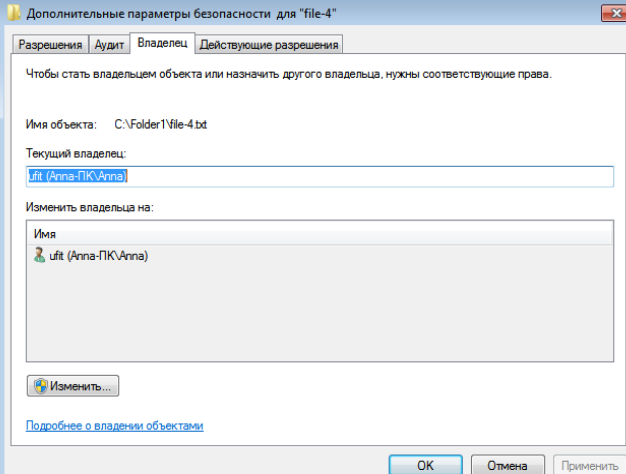 Дополнительные параметры безопасности для "file-4"
Разрешения Аудит Владелец Действующие разрешения
Чтобы стать владельцем объекта или назначить другого владельца, нужны соответствующие права.
Имя объекта: C:\Folder1\file-4.txt
Текущий владелец:
ufit (Anna-ПК\Anna)
Изменить владельца на:
Имя
ufit (Anna-ПК\Anna)
Изменить...
Подробнее о владении объектами
ОК Отмена Применить